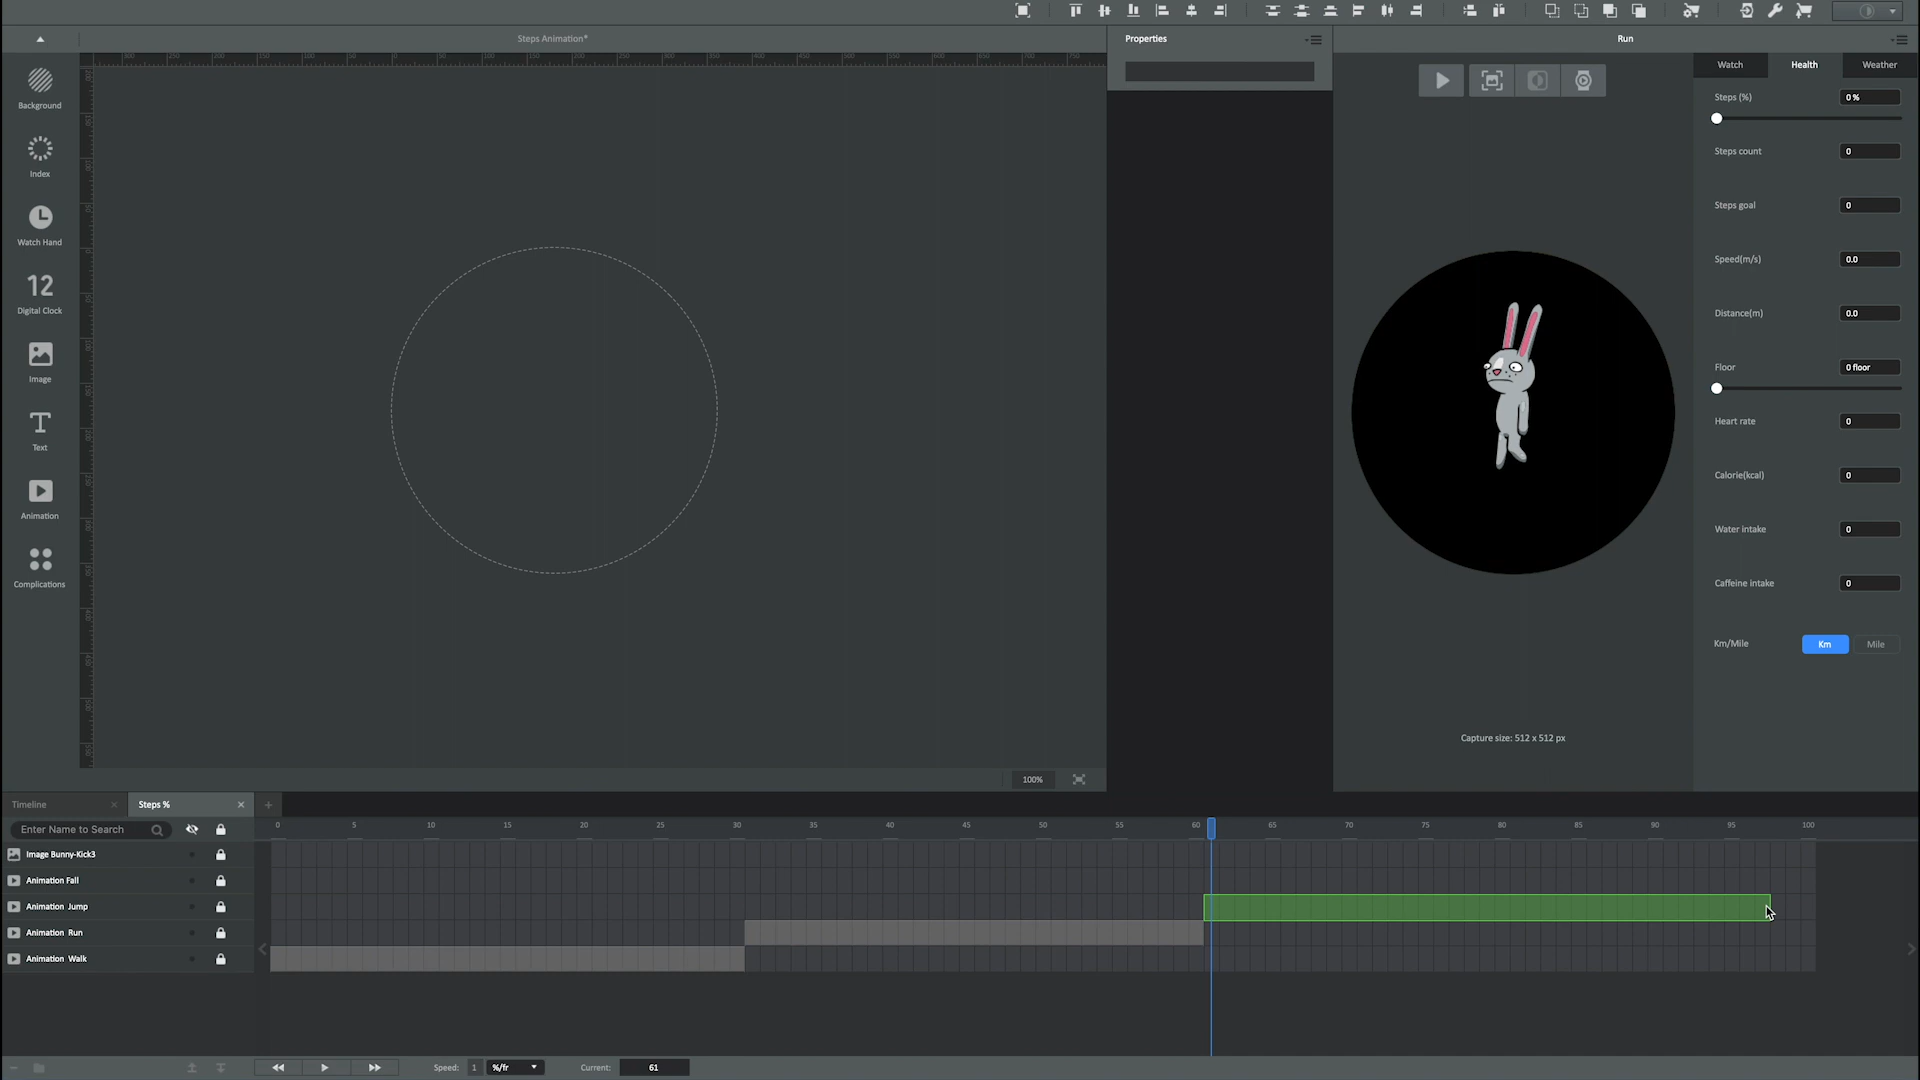 Steps Animation*
Properties
Run
Background
Index
Watch Hand
12
Digital Clock
Image
Text
Animation
Complications
Watch
Health
Weather
Steps (%)
0 %
Steps count
0
Steps goal
0
Speed(m/s)
0.0
Distance(m)
0.0
Floor
0 floor
Heart rate
0
Calorie(kcal)
0
Water intake
0
Caffeine intake
0
Km/Mile
Km
Mile
Capture size: 512 x 512 px
100%
Timeline
Steps %
Enter Name to Search
0 5 10 15 20 25 30 35 40 45 50 55 60 65 70 75 80 85 90 95 100
Image Bunny-Kick3
Animation Fall
Animation Jump
Animation Run
Animation Walk
Speed: 1 %/fr
Current: 61